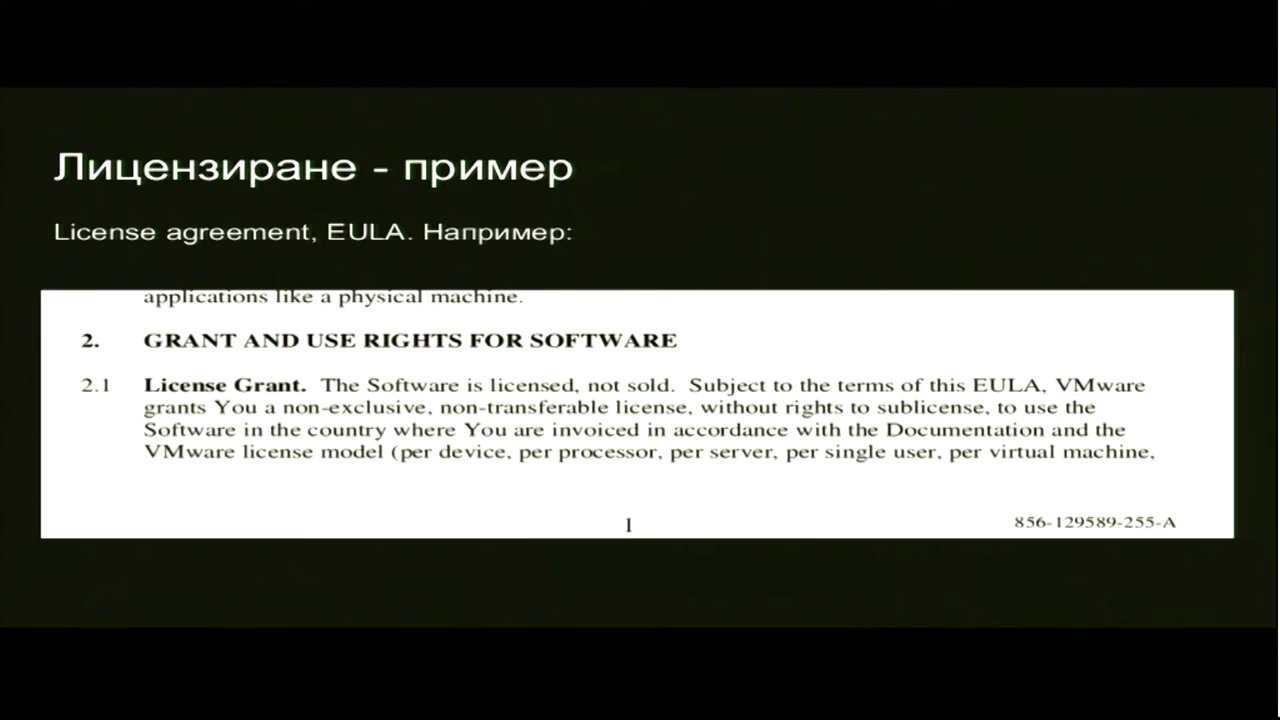 Лицензиране - пример
License agreement, EULA. Например:
applications like a physical machine.
2. GRANT AND USE RIGHTS FOR SOFTWARE
2.1 License Grant. The Software is licensed, not sold. Subject to the terms of this EULA, VMware
grants You a non-exclusive, non-transferable license, without rights to sublicense, to use the
Software in the country where You are invoiced in accordance with the Documentation and the
VMware license model (per device, per processor, per server, per single user, per virtual machine,
1
856-129589-255-A